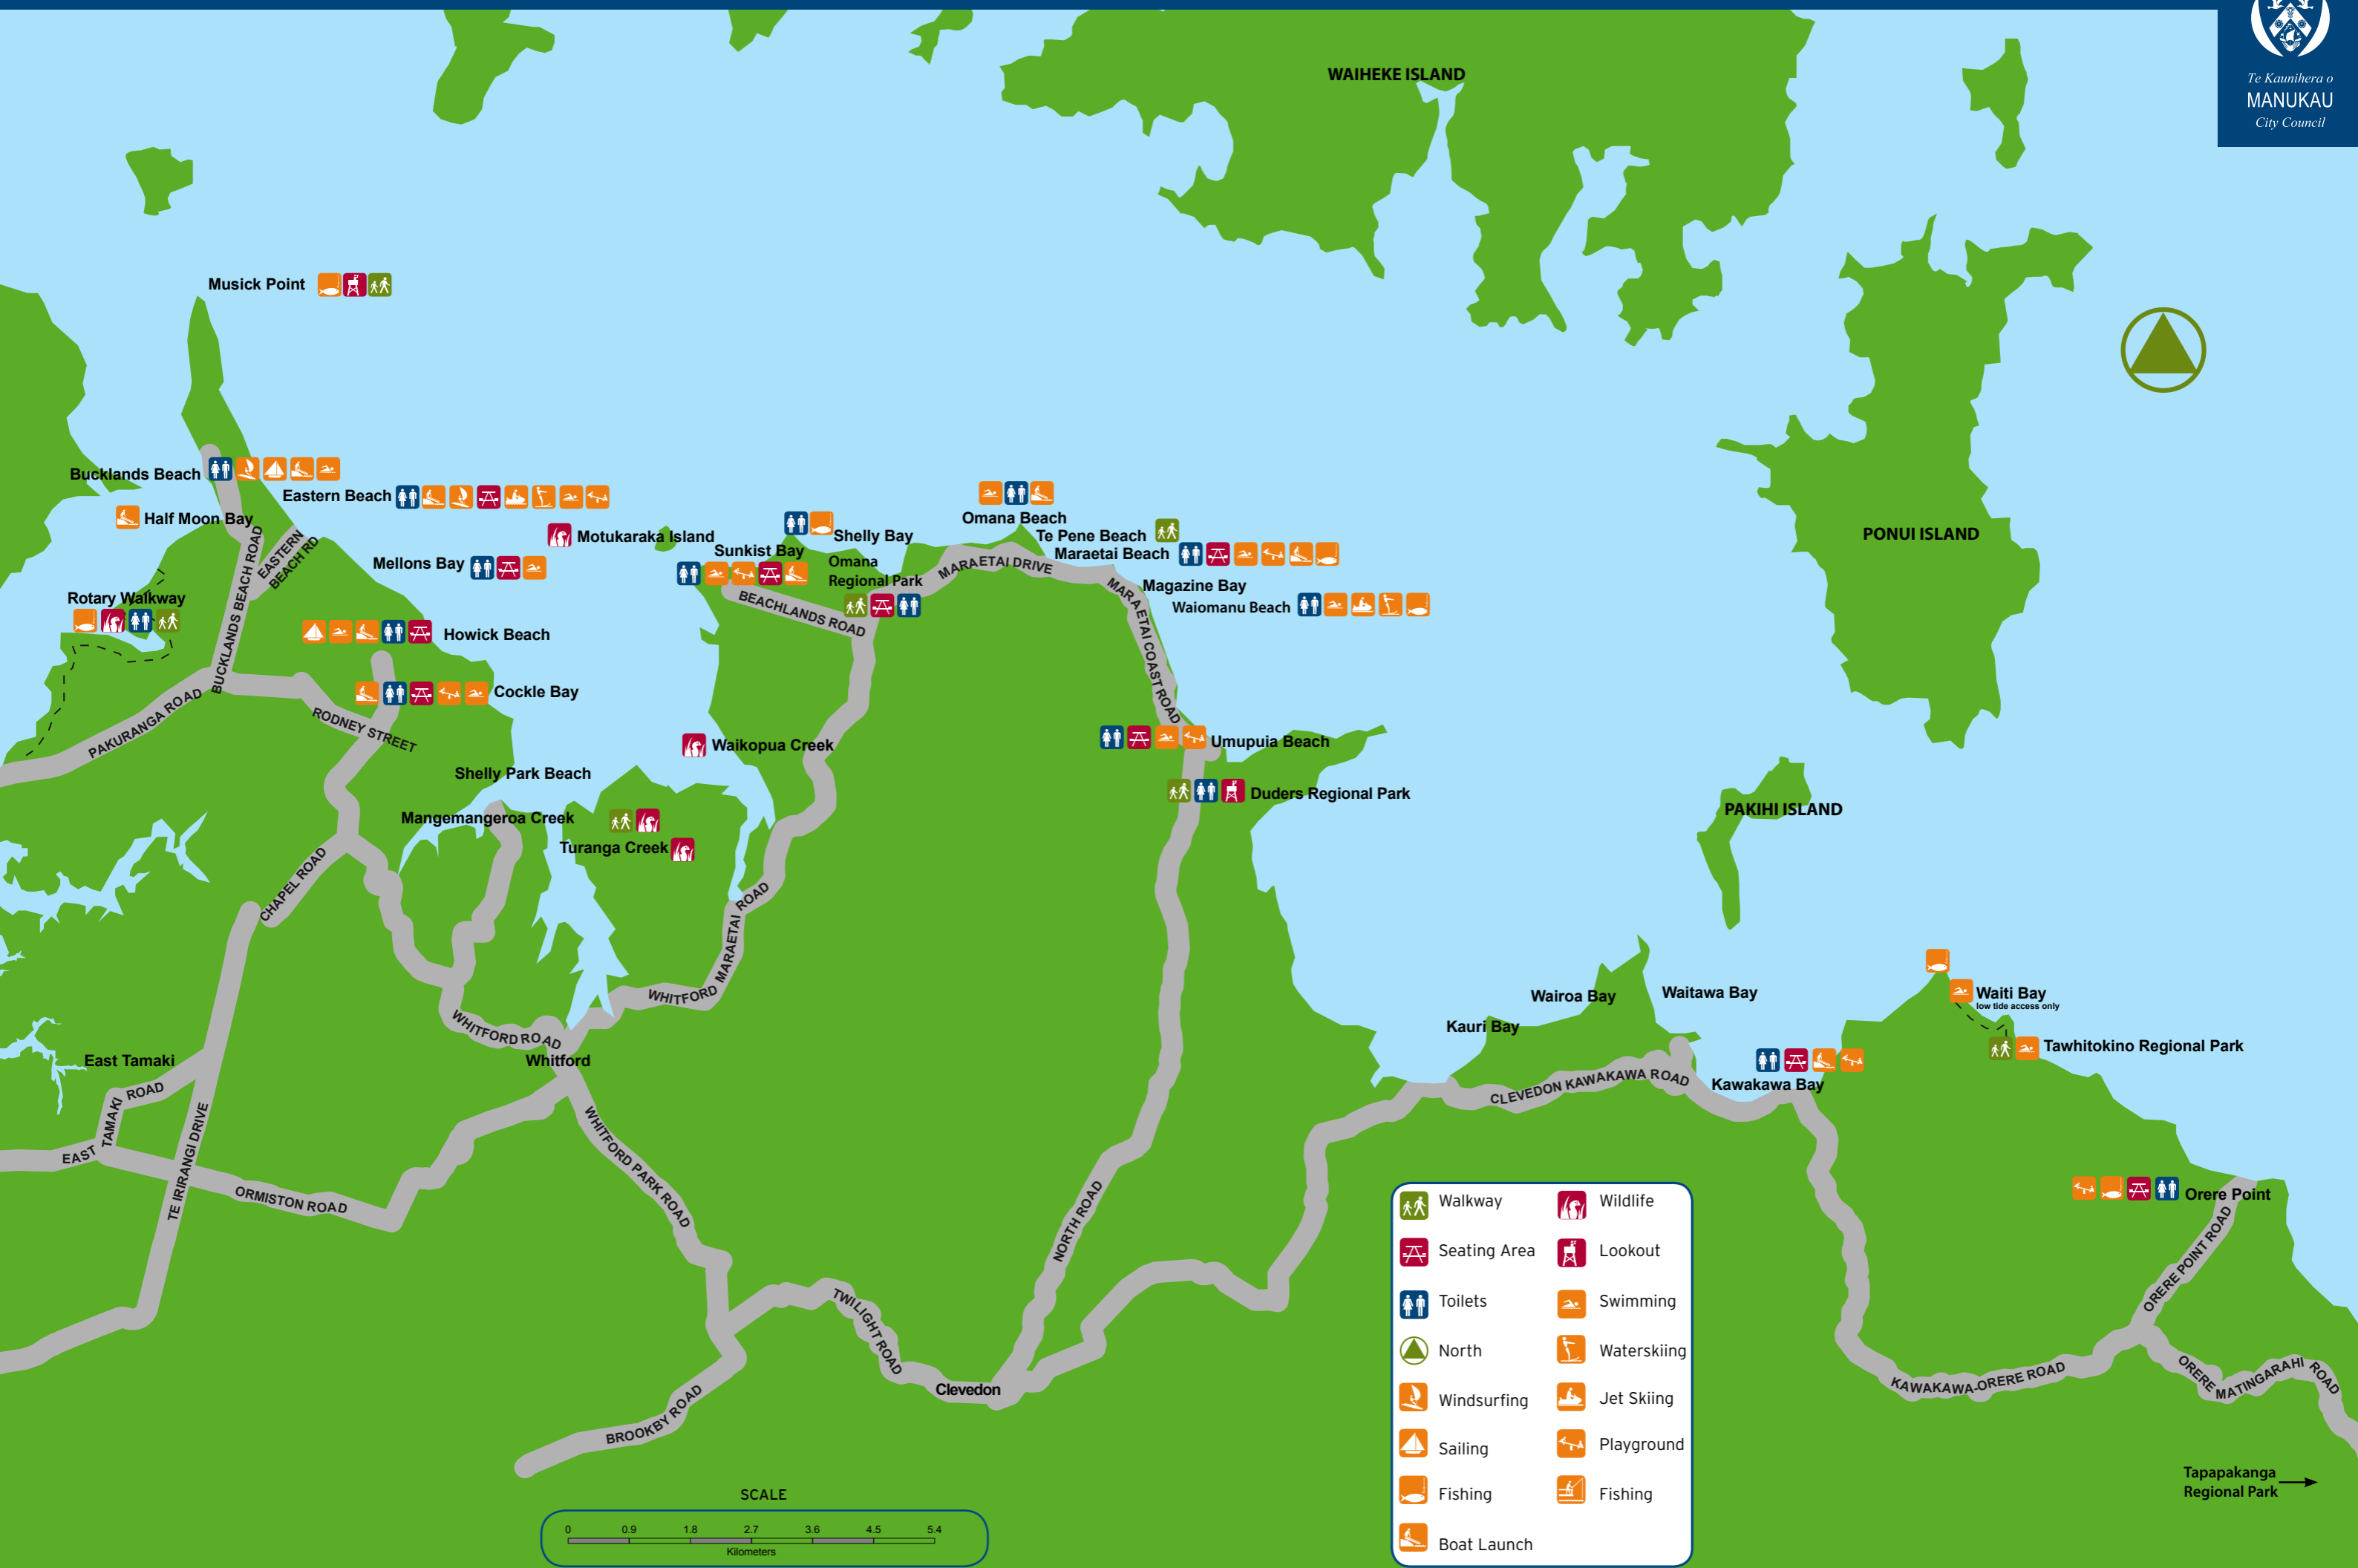 Te Kaunihera o
MANUKAU
City Council
WAIHEKE ISLAND
Musick Point
Bucklands Beach
Eastern Beach
Half Moon Bay
Motukaraka Island
Shelly Bay
Omana Beach
Te Pene Beach
Maraetai Beach
Sunkist Bay
Omana
Regional Park
Mellons Bay
Magazine Bay
Waiomanu Beach
Rotary Walkway
Howick Beach
Cockle Bay
PONUI ISLAND
BUCKLANDS BEACH ROAD
EASTERN
BEACH RD
BEACHLANDS ROAD
MARAETAI DRIVE
MARAETAI COAST ROAD
PAKURANGA ROAD
RODNEY STREET
Waikopua Creek
Umupuia Beach
Shelly Park Beach
Duders Regional Park
Mangemangeroa Creek
Turanga Creek
PAKIHI ISLAND
CHAPEL ROAD
WHITFORD MARAETAI ROAD
WHITFORD ROAD
Whitford
East Tamaki
EAST TAMAKI ROAD
TE IRIRANGI DRIVE
ORMISTON ROAD
WHITFORD PARK ROAD
Wairoa Bay
Waitawa Bay
Kauri Bay
Waiti Bay
low tide access only
Tawhitokino Regional Park
CLEVEDON KAWAKAWA ROAD
Kawakawa Bay
Orere Point
ORERE POINT ROAD
NORTH ROAD
TWILIGHT ROAD
Clevedon
BROOKBY ROAD
KAWAKAWA-ORERE ROAD
ORERE MATINGARAHI ROAD
Tapapakanga
Regional Park
Walkway
Wildlife
Seating Area
Lookout
Toilets
Swimming
North
Waterskiing
Windsurfing
Jet Skiing
Sailing
Playground
Fishing
Fishing
Boat Launch
SCALE
0 0.9 1.8 2.7 3.6 4.5 5.4
Kilometers